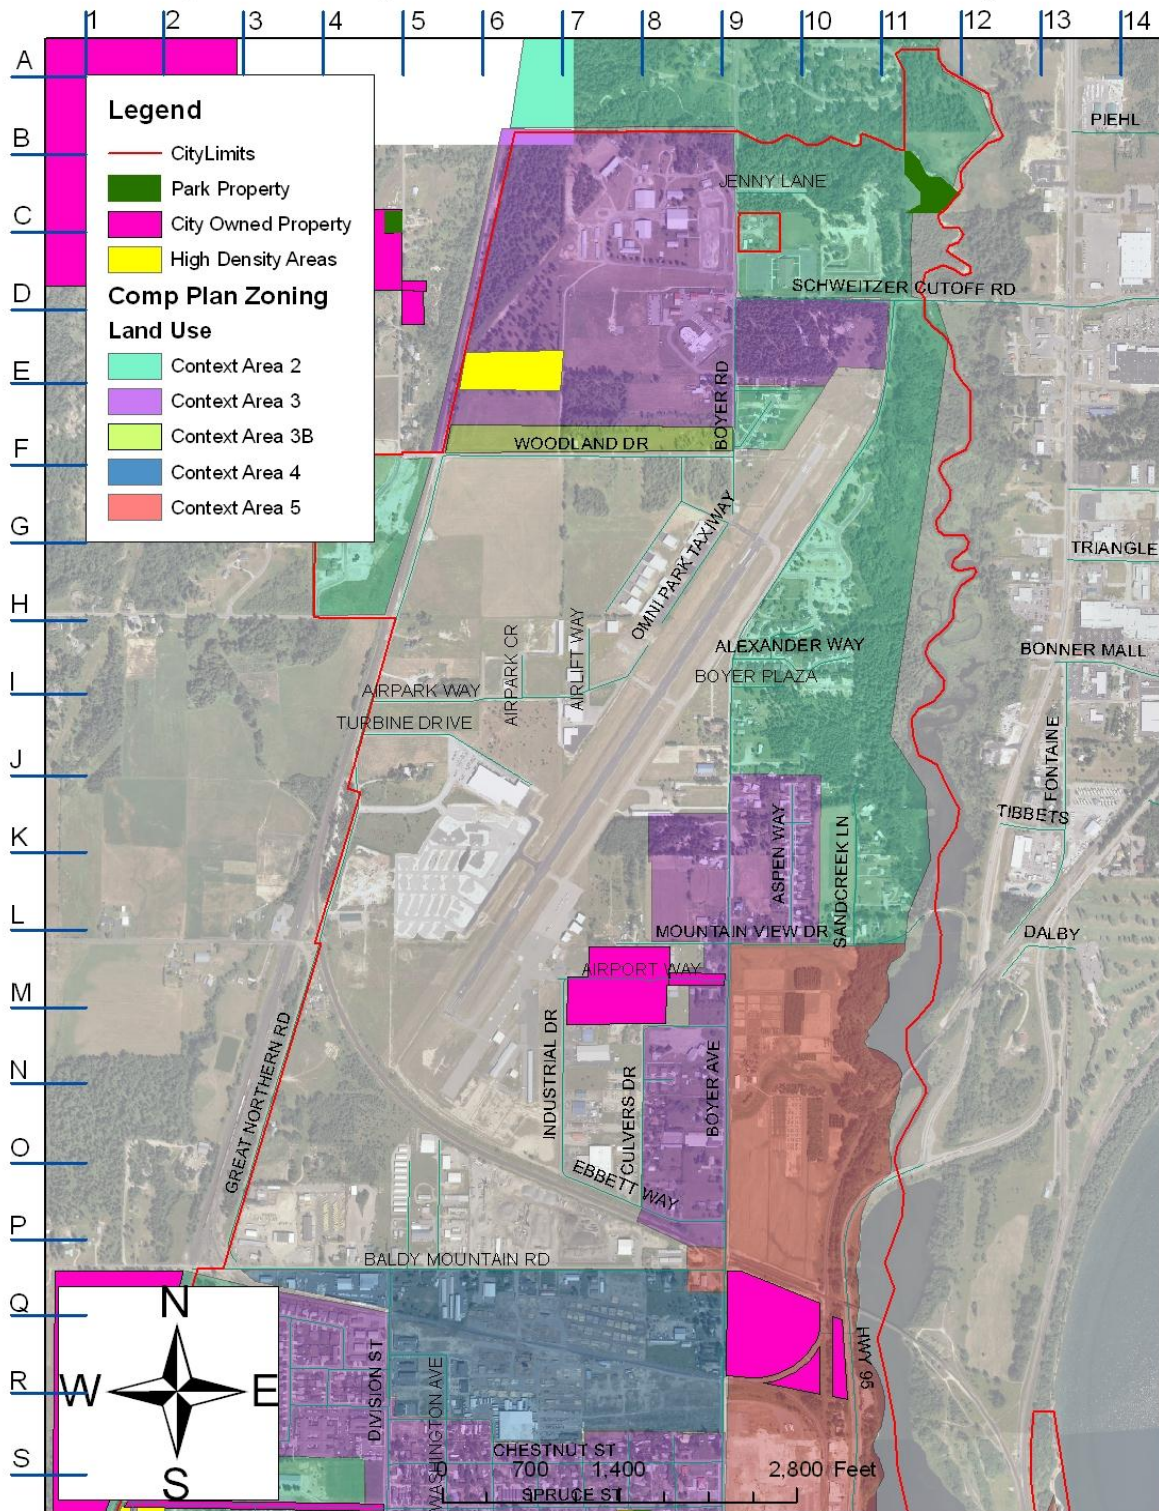 1 2 3 4 5 6 7 8 9 10 11 12 13 14
A
B
C
D
E
F
G
H
I
J
K
L
M
N
O
P
Q
R
S
Legend
CityLimits
Park Property
City Owned Property
High Density Areas
Comp Plan Zoning
Land Use
Context Area 2
Context Area 3
Context Area 3B
Context Area 4
Context Area 5
PIEHL
JENNY LANE
SCHWEITZER CUTOFF RD
BOYER RD
WOODLAND DR
OMNI PARK TAXIWAY
TRIANGLE
ALEXANDER WAY
BONNER MALL
BOYER PLAZA
AIRPARK WAY
AIRPARK CR
AIRLIFT WAY
TURBINE DRIVE
FONTAINE
TIBBETS
ASPEN WAY
SANDCREEK LN
MOUNTAIN VIEW DR
DALBY
AIRPORT WAY
INDUSTRIAL DR
CULVERS DR
BOYER AVE
GREAT NORTHERN RD
EBBETT WAY
BALDY MOUNTAIN RD
HWY 95
DIVISION ST
WASHINGTON AVE
CHESTNUT ST
0 700 1,400 2,800 Feet
SPRUCE ST
N
W E
S